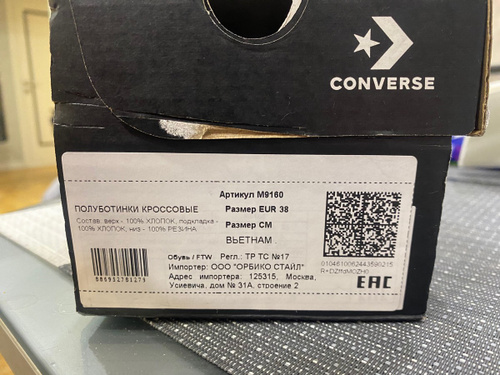 CONVERSE
Артикул M9160
ПОЛУБОТИНКИ КРОССОВЫЕ
Размер EUR 38
Состав: верх - 100% ХЛОПОК, подкладка -
100% ХЛОПОК, низ - 100% РЕЗИНА
Размер СМ
ВЬЕТНАМ
Обувь / FTW Регл.: ТР ТС №17
Импортер: ООО "ОРБИКО СТАЙЛ"
Адрес импортера: 125315, Москва,
Усиевича, дом № 31А, строение 2
EAC